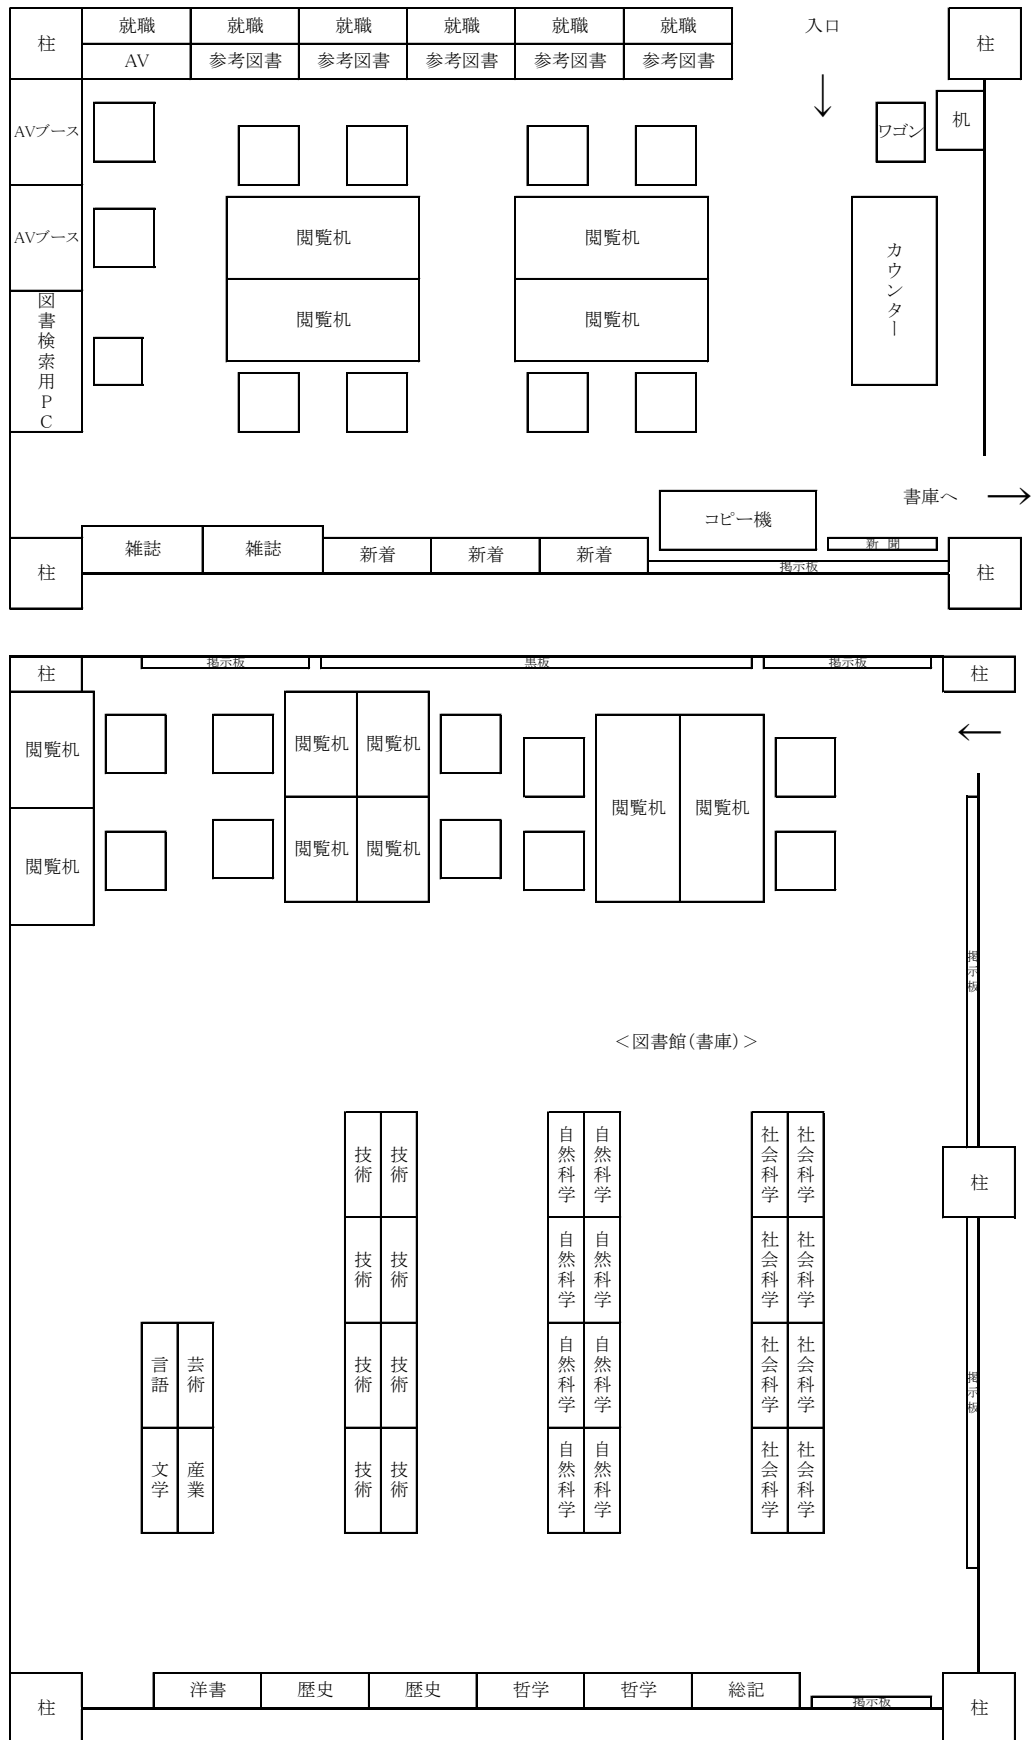 就職 就職 就職 就職 就職 就職 入口
柱 柱
AV 参考図書 参考図書 参考図書 参考図書 参考図書
AVブース ワゴン 机
AVブース 閲覧机 閲覧机
カウンター
図書検索用PC 閲覧机 閲覧机
書庫へ
コピー機
雑誌 雑誌 新着 新着 新着 新聞
掲示板
柱 柱
柱 掲示板 黒板 掲示板 柱
閲覧机 閲覧机 閲覧机
閲覧机 閲覧机
閲覧机 閲覧机 閲覧机
掲示板
<図書館(書庫)>
技術 技術 自然科学 自然科学 社会科学 社会科学
柱
技術 技術 自然科学 自然科学 社会科学 社会科学
言語 芸術 技術 技術 自然科学 自然科学 社会科学 社会科学 掲示板
文学 産業 技術 技術 自然科学 自然科学 社会科学 社会科学
洋書 歴史 歴史 哲学 哲学 総記
柱 掲示板 柱